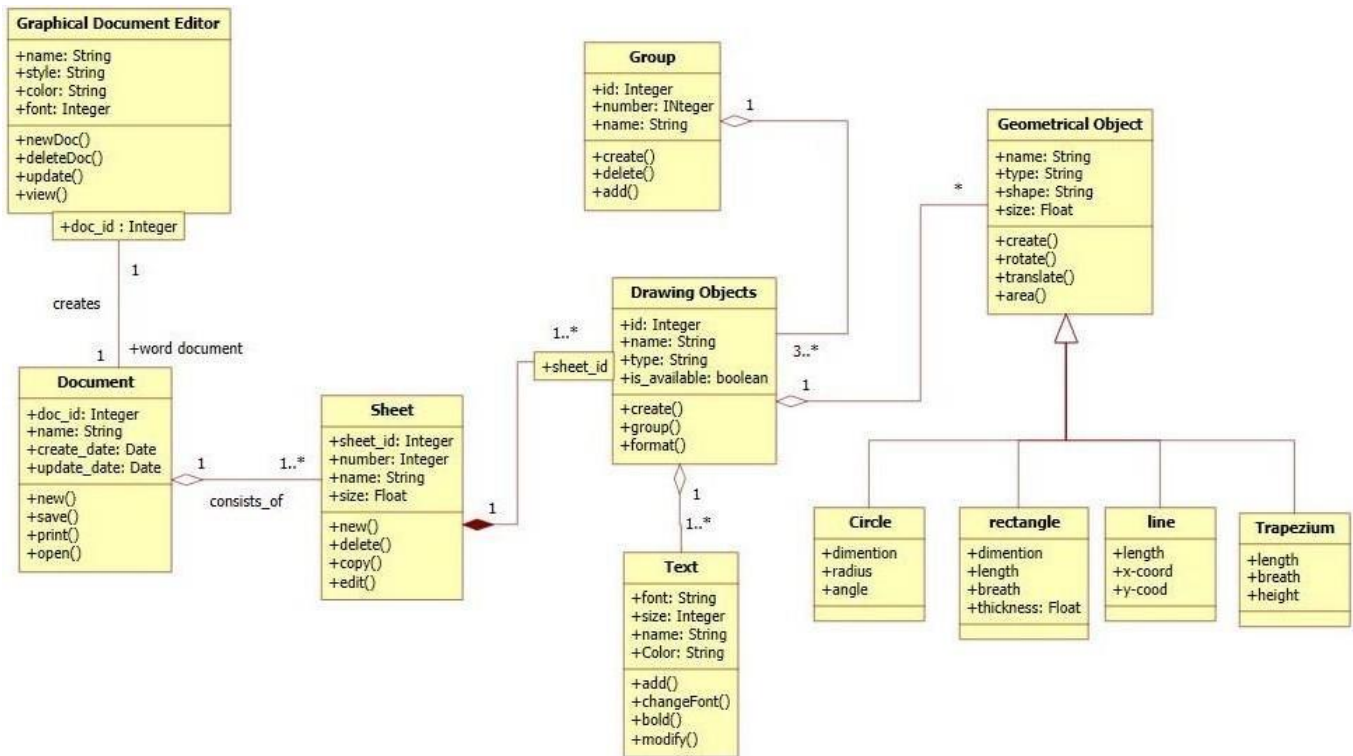 Graphical Document Editor
+name: String
+style: String
+color: String
+font: Integer
+newDoc()
+deleteDoc()
+update()
+view()
+doc_id : Integer
1
creates
1
+word document
Document
+doc_id: Integer
+name: String
+create_date: Date
+update_date: Date
+new()
+save()
+print()
+open()
1
1..*
consists_of
Sheet
+sheet_id: Integer
+number: Integer
+name: String
+size: Float
+new()
+delete()
+copy()
+edit()
1
1..*
+sheet_id
Group
+id: Integer
+number: INteger
+name: String
+create()
+delete()
+add()
1
3..*
Drawing Objects
+id: Integer
+name: String
+type: String
+is_available: boolean
+create()
+group()
+format()
1
*
1
1..*
Text
+font: String
+size: Integer
+name: String
+Color: String
+add()
+changeFont()
+bold()
+modify()
Geometrical Object
+name: String
+type: String
+shape: String
+size: Float
+create()
+rotate()
+translate()
+area()
Circle
+dimention
+radius
+angle
rectangle
+dimention
+length
+breath
+thickness: Float
line
+length
+x-coord
+y-cood
Trapezium
+length
+breath
+height